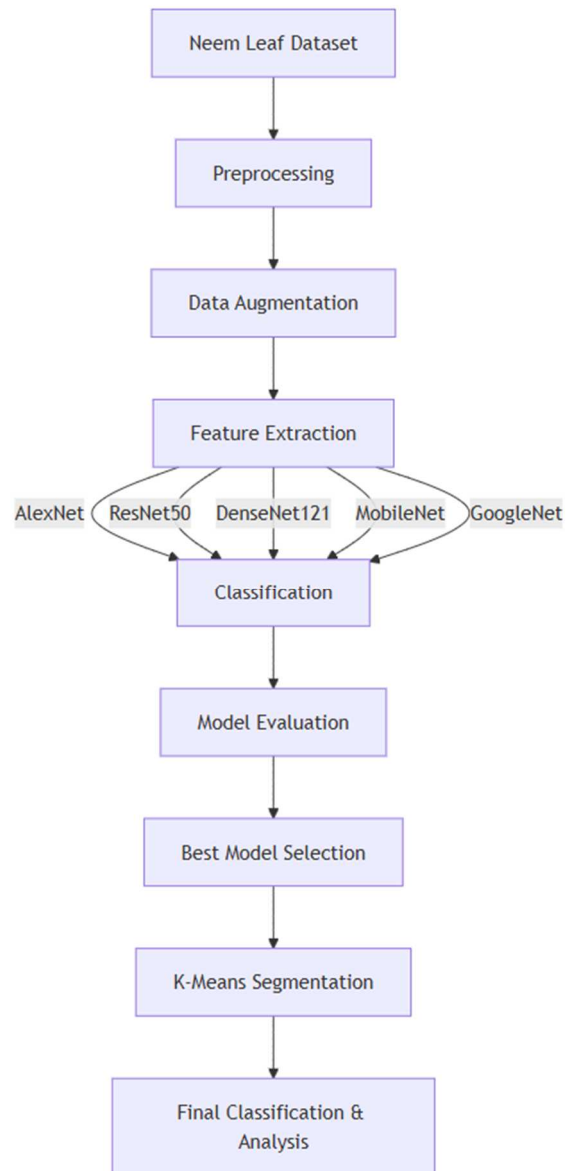 Neem Leaf Dataset
Preprocessing
Data Augmentation
Feature Extraction
AlexNet
ResNet50
DenseNet121
MobileNet
GoogleNet
Classification
Model Evaluation
Best Model Selection
K-Means Segmentation
Final Classification &
Analysis